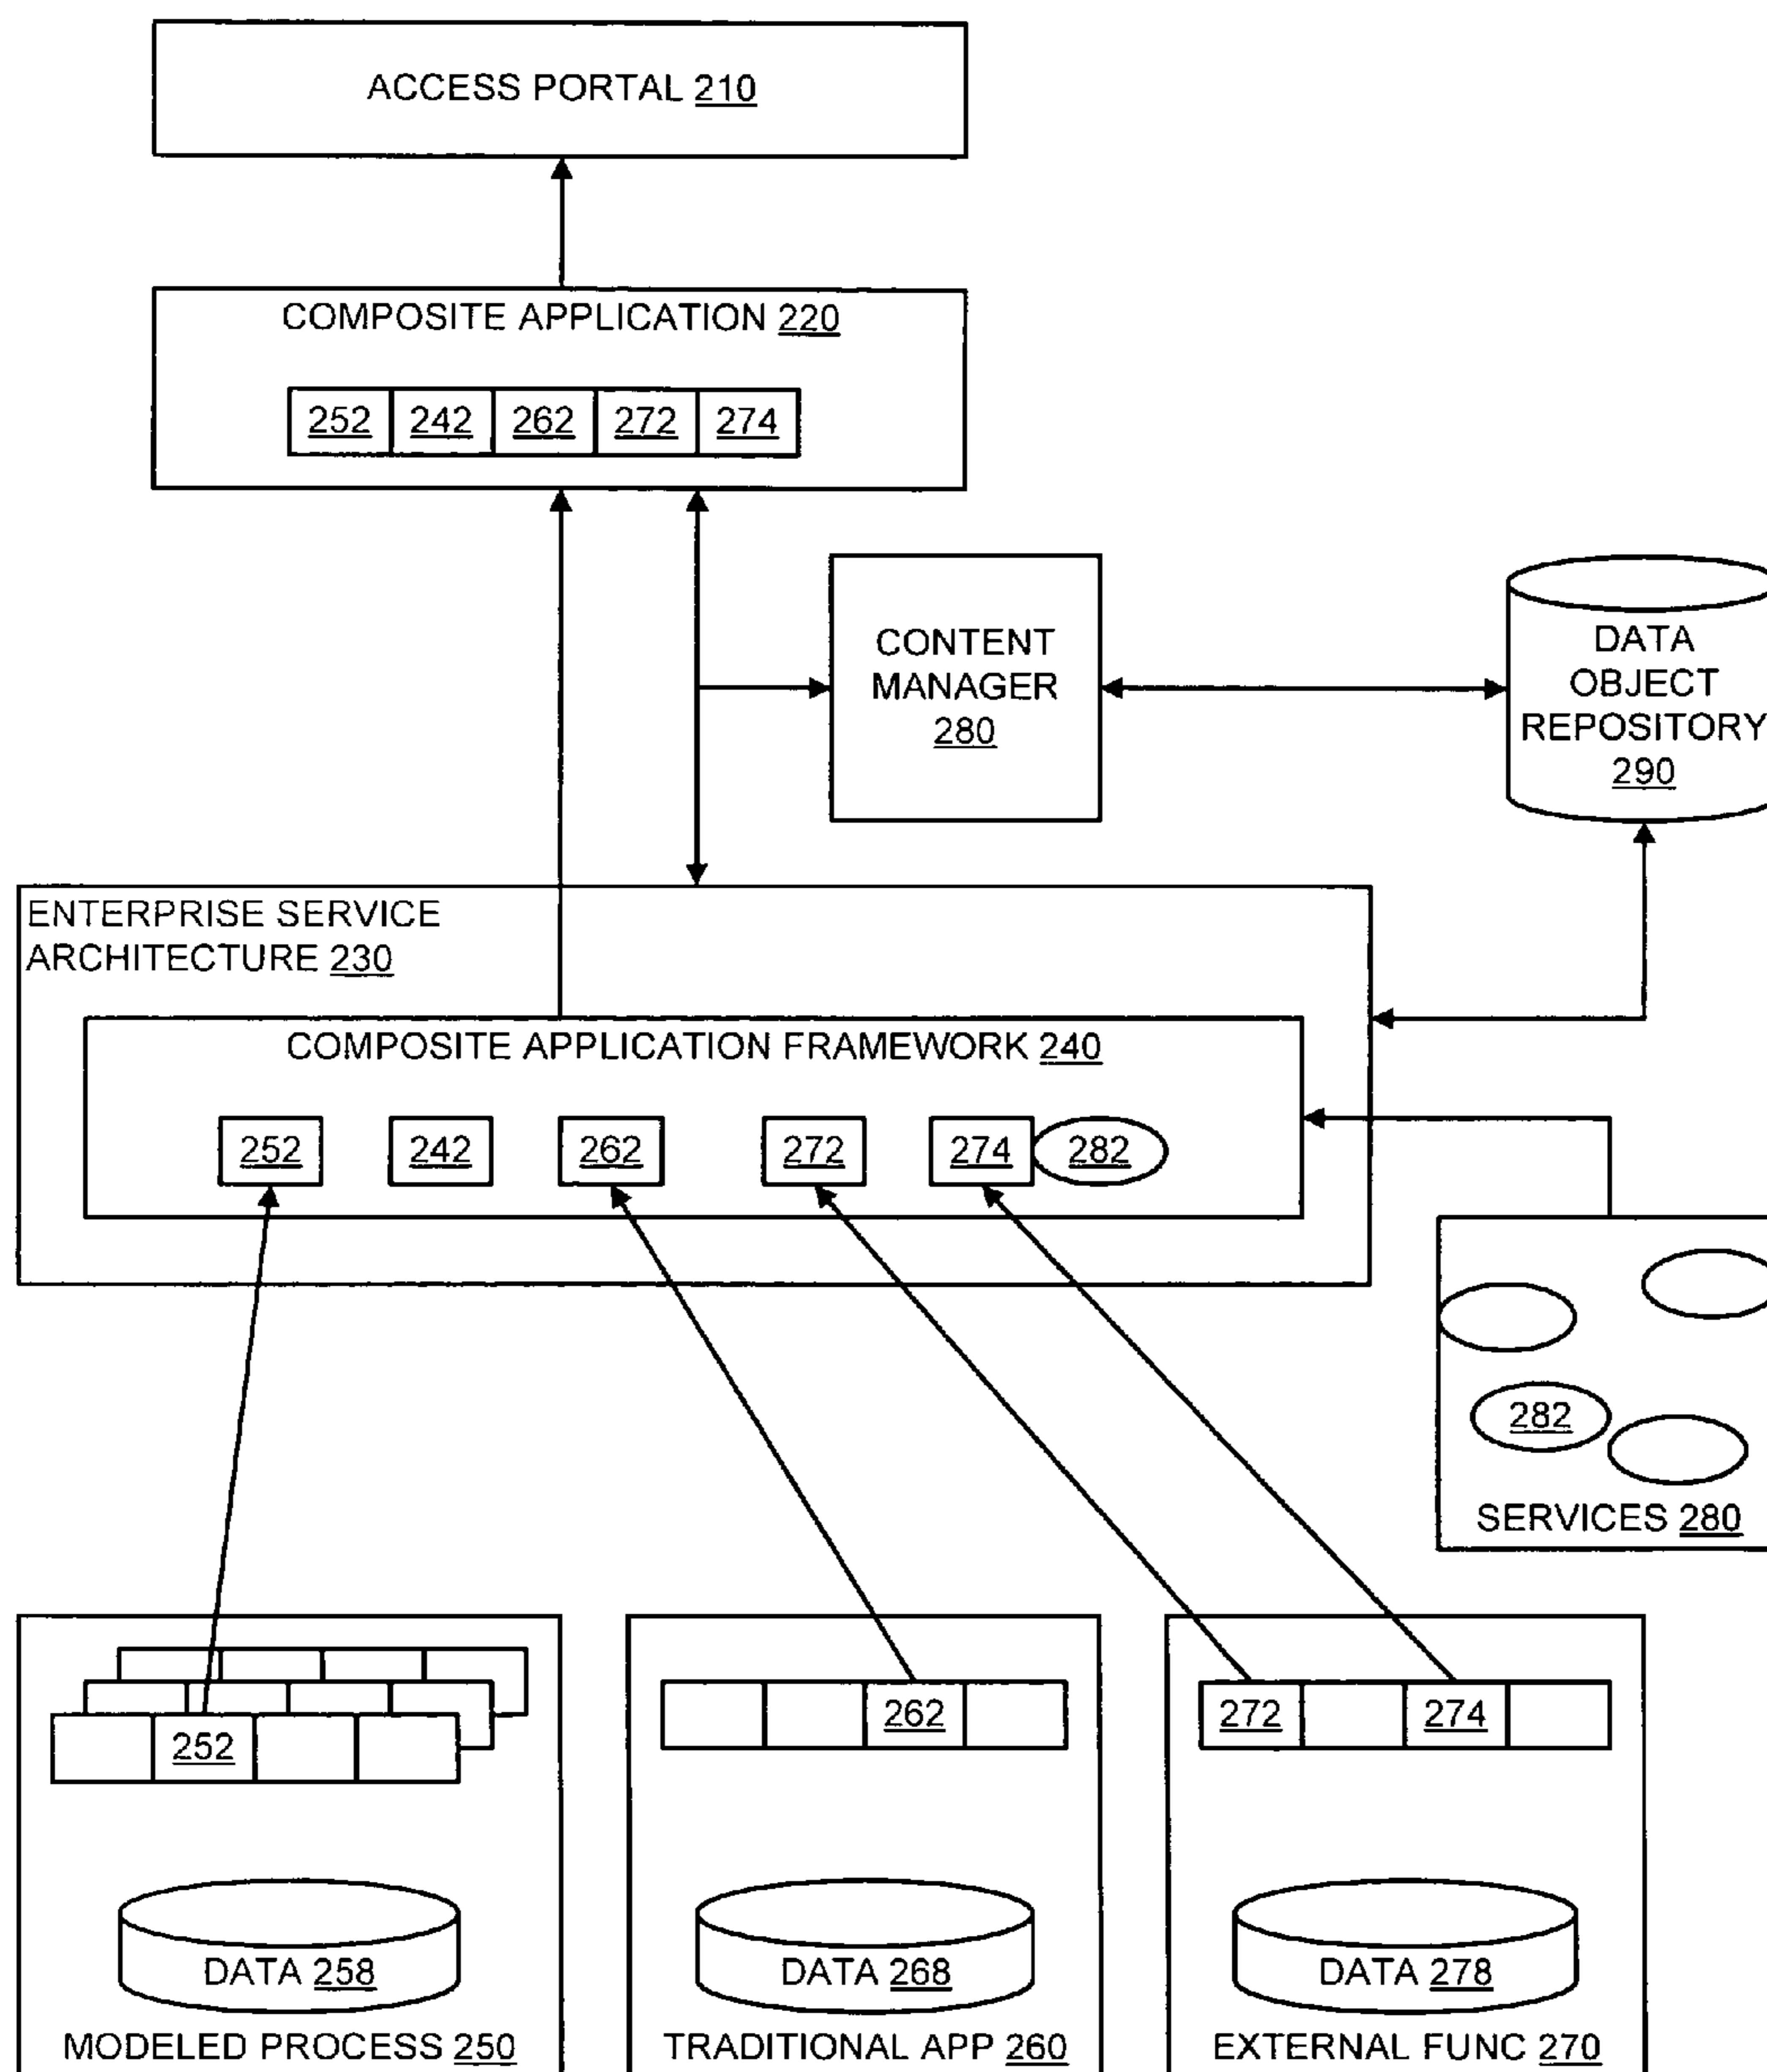 ACCESS PORTAL 210
COMPOSITE APPLICATION 220
252 242 262 272 274
CONTENT
MANAGER
280
DATA
OBJECT
REPOSITORY
290
ENTERPRISE SERVICE
ARCHITECTURE 230
COMPOSITE APPLICATION FRAMEWORK 240
252 242 262 272 274 282
282
SERVICES 280
252
262
272 274
DATA 258
DATA 268
DATA 278
MODELED PROCESS 250
TRADITIONAL APP 260
EXTERNAL FUNC 270